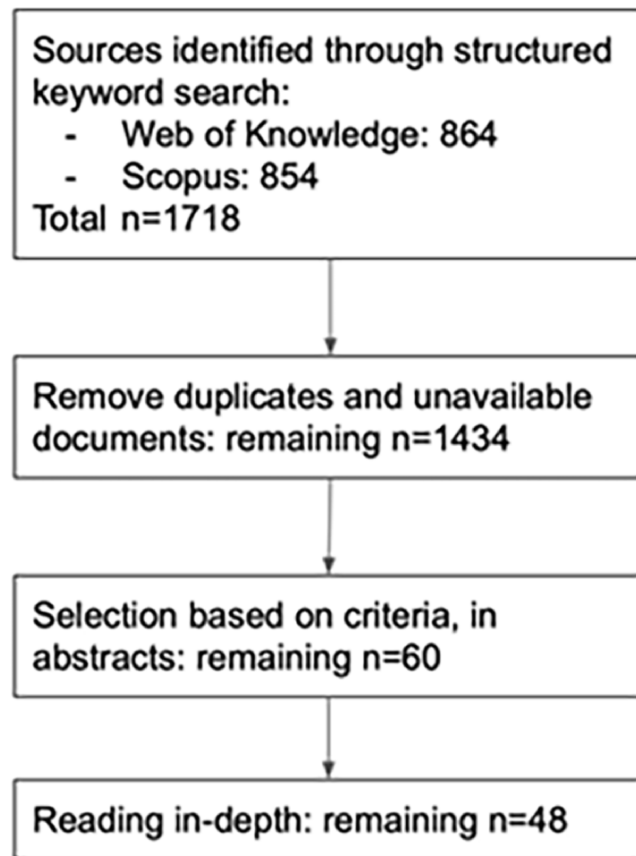 Sources identified through structured
keyword search:
- Web of Knowledge: 864
- Scopus: 854
Total n=1718
Remove duplicates and unavailable
documents: remaining n=1434
Selection based on criteria, in
abstracts: remaining n=60
Reading in-depth: remaining n=48